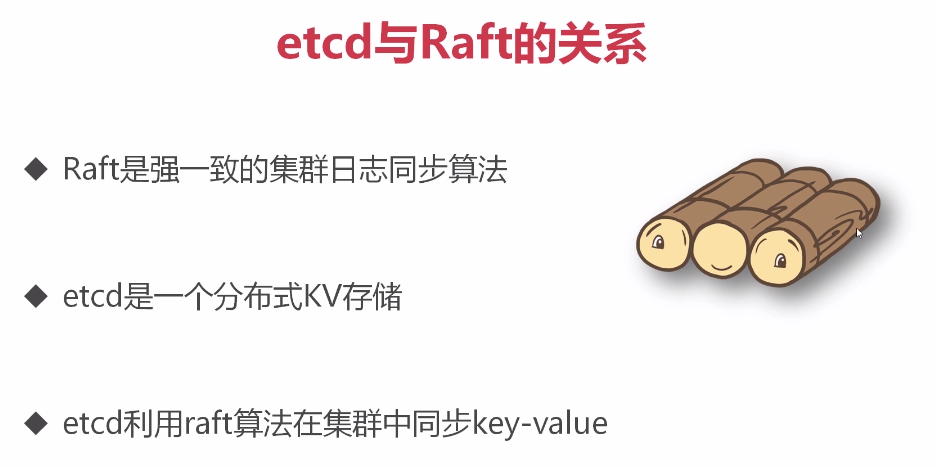 etcd与Raft的关系
◆ Raft是强一致的集群日志同步算法
◆ etcd是一个分布式KV存储
◆ etcd利用raft算法在集群中同步key-value